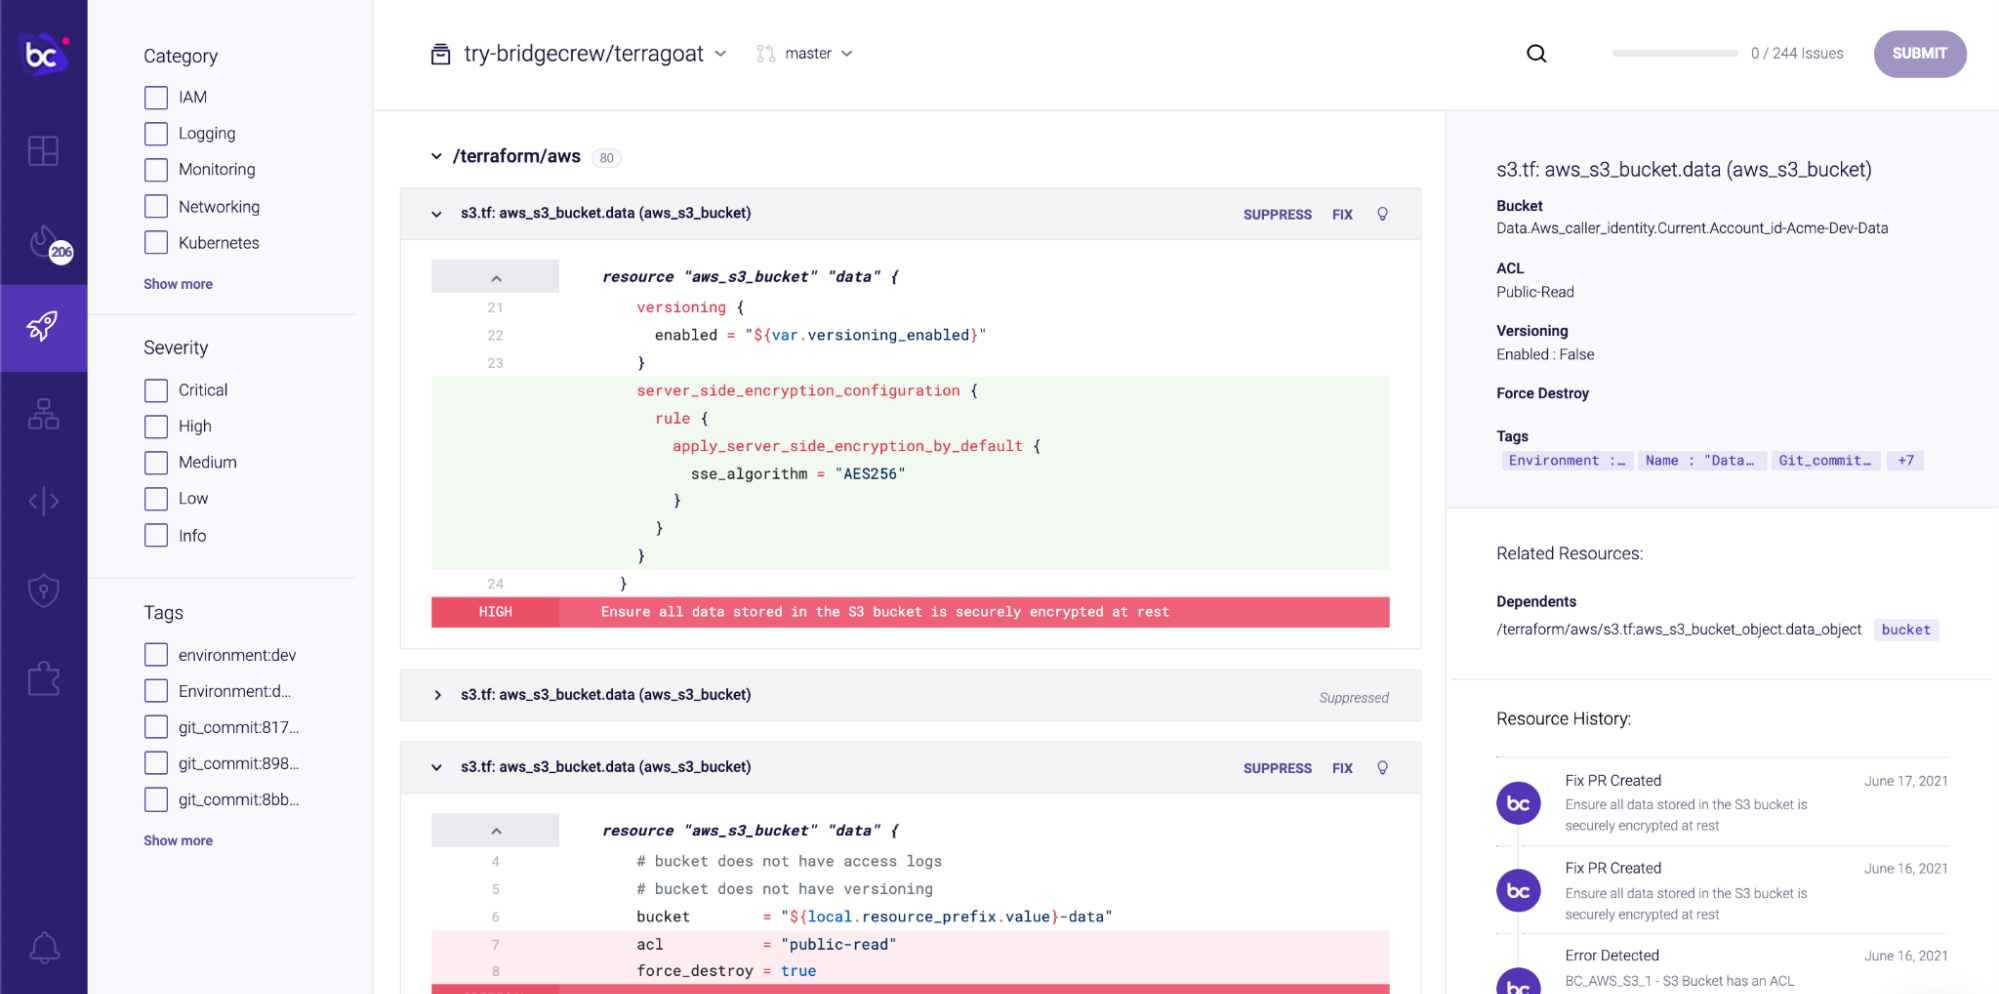 bc
206
Category
IAM
Logging
Monitoring
Networking
Kubernetes
Show more
Severity
Critical
High
Medium
Low
Info
Tags
environment:dev
Environment:d...
git_commit:817...
git_commit:898...
git_commit:8bb...
Show more
try-bridgecrew/terragoat
master
0 / 244 Issues
SUBMIT
/terraform/aws 80
s3.tf: aws_s3_bucket.data (aws_s3_bucket) SUPPRESS FIX
resource "aws_s3_bucket" "data" {
21 versioning {
22 enabled = "${var.versioning_enabled}"
23 }
server_side_encryption_configuration {
rule {
apply_server_side_encryption_by_default {
sse_algorithm = "AES256"
}
}
}
24 }
HIGH Ensure all data stored in the S3 bucket is securely encrypted at rest
s3.tf: aws_s3_bucket.data (aws_s3_bucket) Suppressed
s3.tf: aws_s3_bucket.data (aws_s3_bucket) SUPPRESS FIX
resource "aws_s3_bucket" "data" {
4 # bucket does not have access logs
5 # bucket does not have versioning
6 bucket = "${local.resource_prefix.value}-data"
7 acl = "public-read"
8 force_destroy = true
s3.tf: aws_s3_bucket.data (aws_s3_bucket)
Bucket
Data.Aws_caller_identity.Current.Account_id-Acme-Dev-Data
ACL
Public-Read
Versioning
Enabled : False
Force Destroy
Tags
Environment :... Name : "Data... Git_commit... +7
Related Resources:
Dependents
/terraform/aws/s3.tf:aws_s3_bucket_object.data_object bucket
Resource History:
bc
Fix PR Created June 17, 2021
Ensure all data stored in the S3 bucket is
securely encrypted at rest
bc
Fix PR Created June 16, 2021
Ensure all data stored in the S3 bucket is
securely encrypted at rest
bc
Error Detected June 16, 2021
BC_AWS_S3_1 - S3 Bucket has an ACL